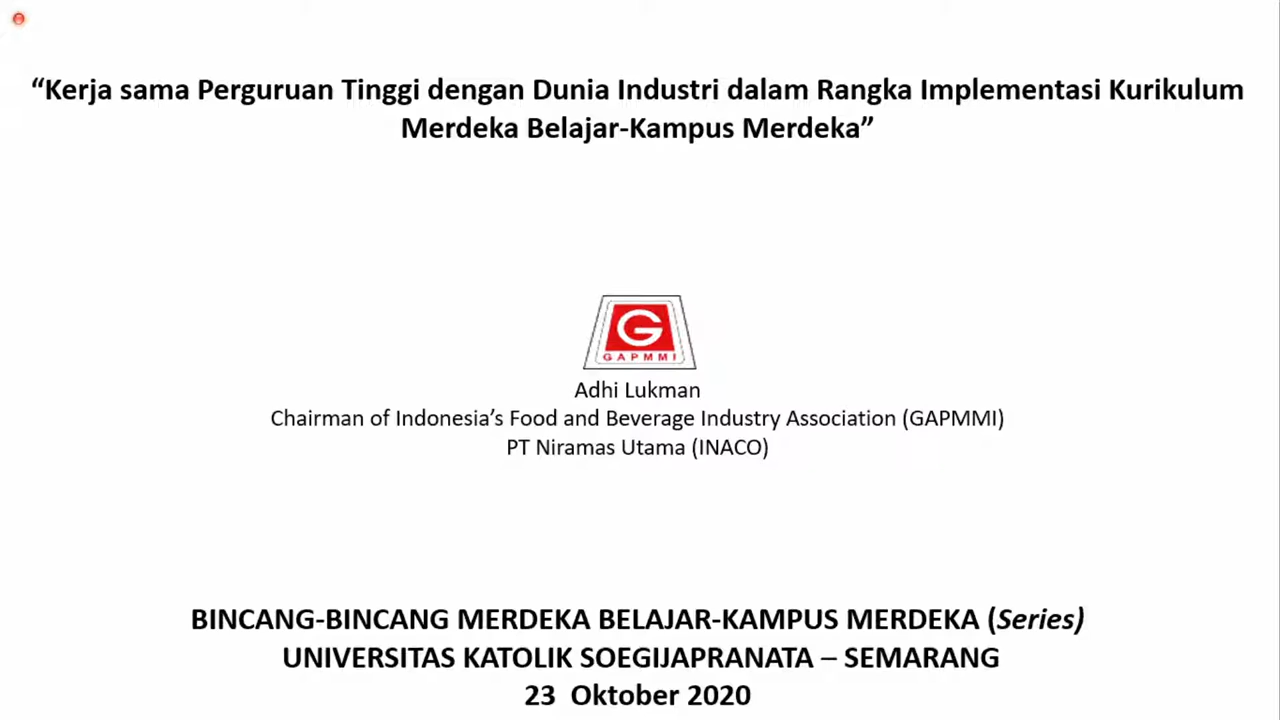 “Kerja sama Perguruan Tinggi dengan Dunia Industri dalam Rangka Implementasi Kurikulum
Merdeka Belajar-Kampus Merdeka”
G
GAPMMI
Adhi Lukman
Chairman of Indonesia’s Food and Beverage Industry Association (GAPMMI)
PT Niramas Utama (INACO)
BINCANG-BINCANG MERDEKA BELAJAR-KAMPUS MERDEKA (Series)
UNIVERSITAS KATOLIK SOEGIJAPRANATA – SEMARANG
23  Oktober 2020